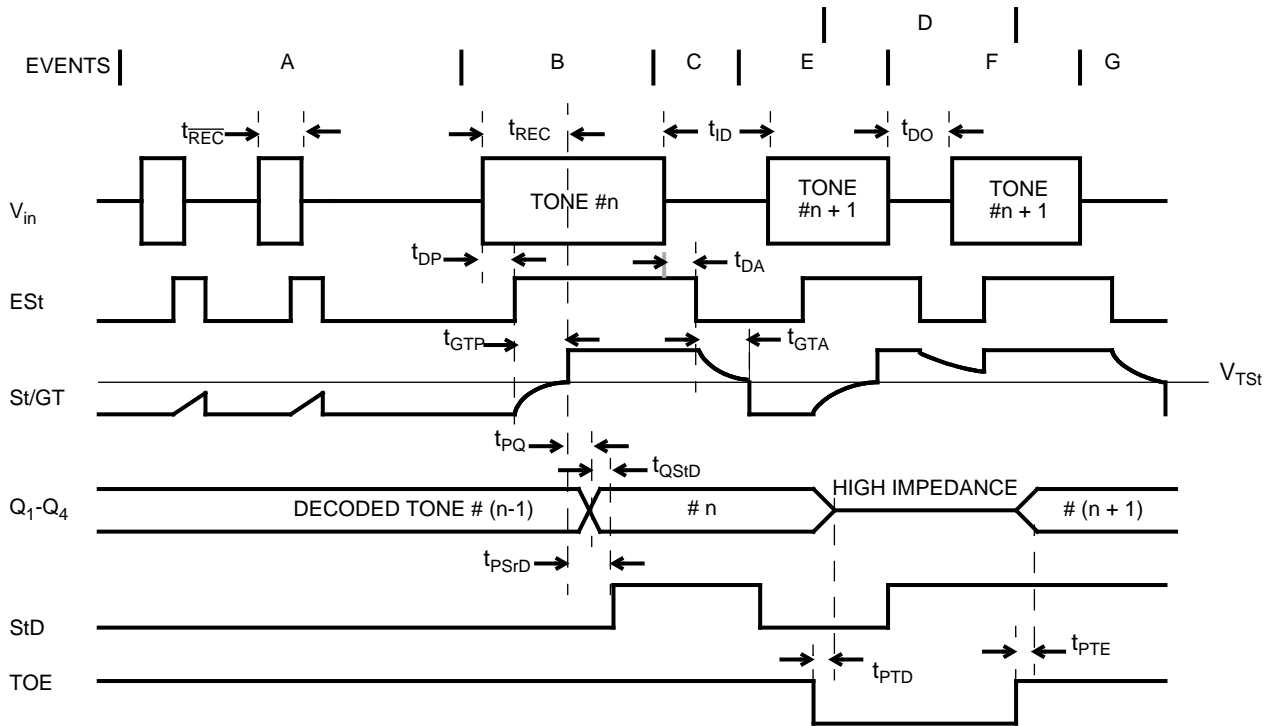 D
EVENTS A B C E F G
tREC tREC tID tDO
Vin TONE #n TONE #n + 1 TONE #n + 1
tDP tDA
ESt
tGTP tGTA
VTSt
St/GT
tPQ
tQStD
HIGH IMPEDANCE
Q1-Q4 DECODED TONE # (n-1) # n # (n + 1)
tPSrD
StD
tPTE
tPTD
TOE